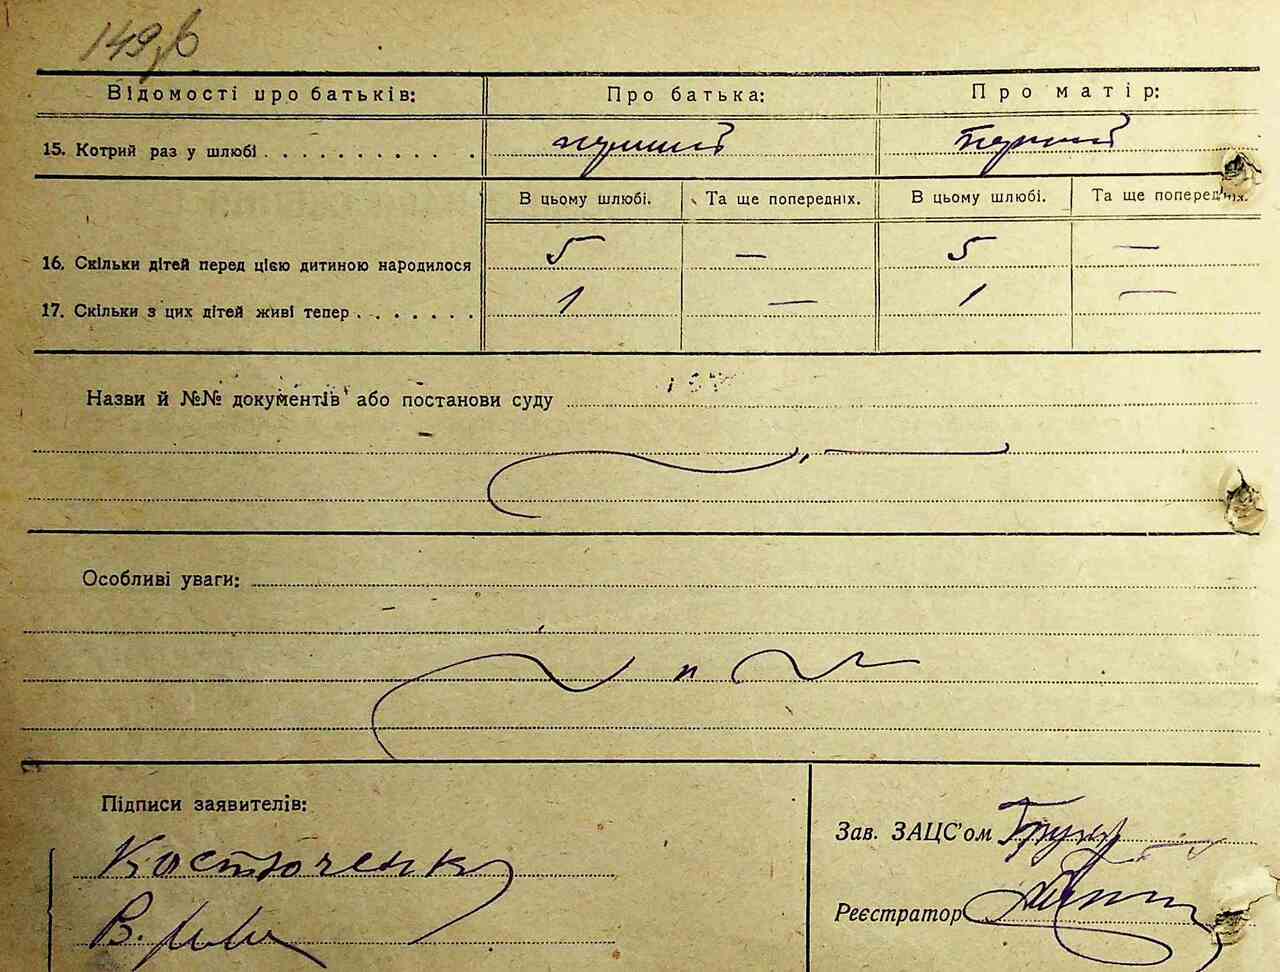 149
Відомості про батьків: Про батька: Про матір:
15. Котрий раз у шлюбі . . . . . . . . . . . перший перший
В цьому шлюбі. Та ще попередніх. В цьому шлюбі. Та ще попередніх.
16. Скільки дітей перед цією дитиною народилося 5 — 5 —
17. Скільки з цих дітей живі тепер . . . . . . . 1 — 1 —
Назви й №№ документів або постанови суду
Особливі уваги:
Підписи заявителів:
Зав. ЗАЦС'ом
Костюченко
Реєстратор
В.